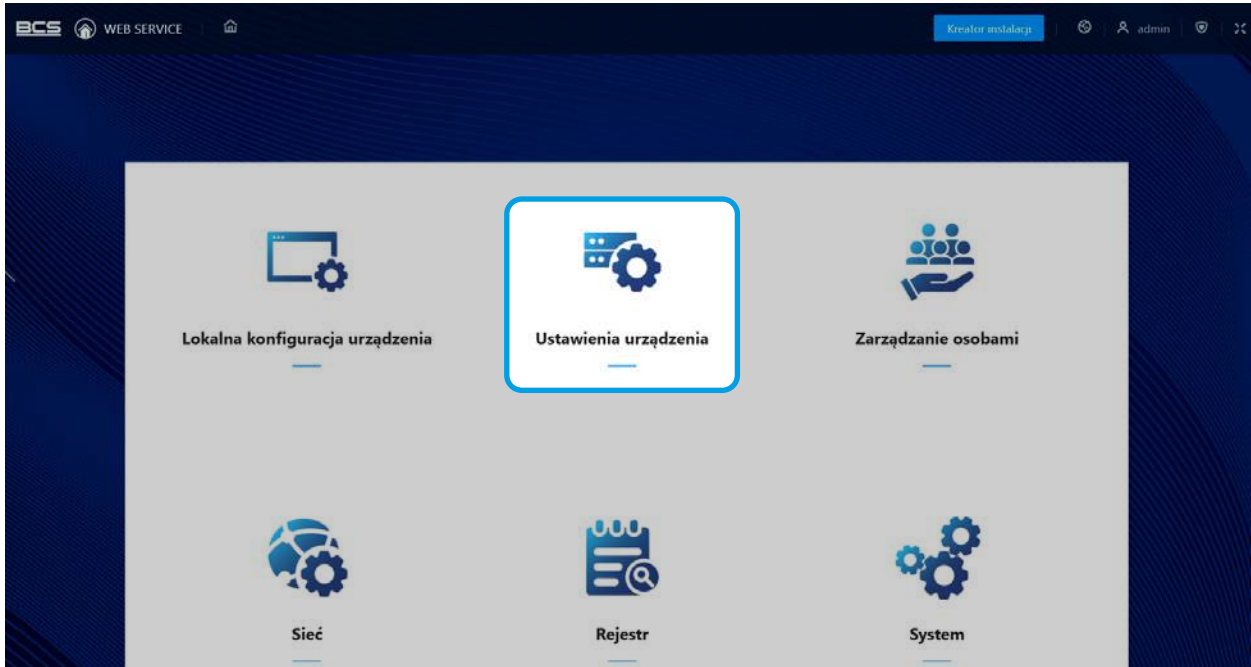 BCS WEB SERVICE Kreator instalacji admin
Lokalna konfiguracja urządzenia Ustawienia urządzenia Zarządzanie osobami
Sieć Rejestr System